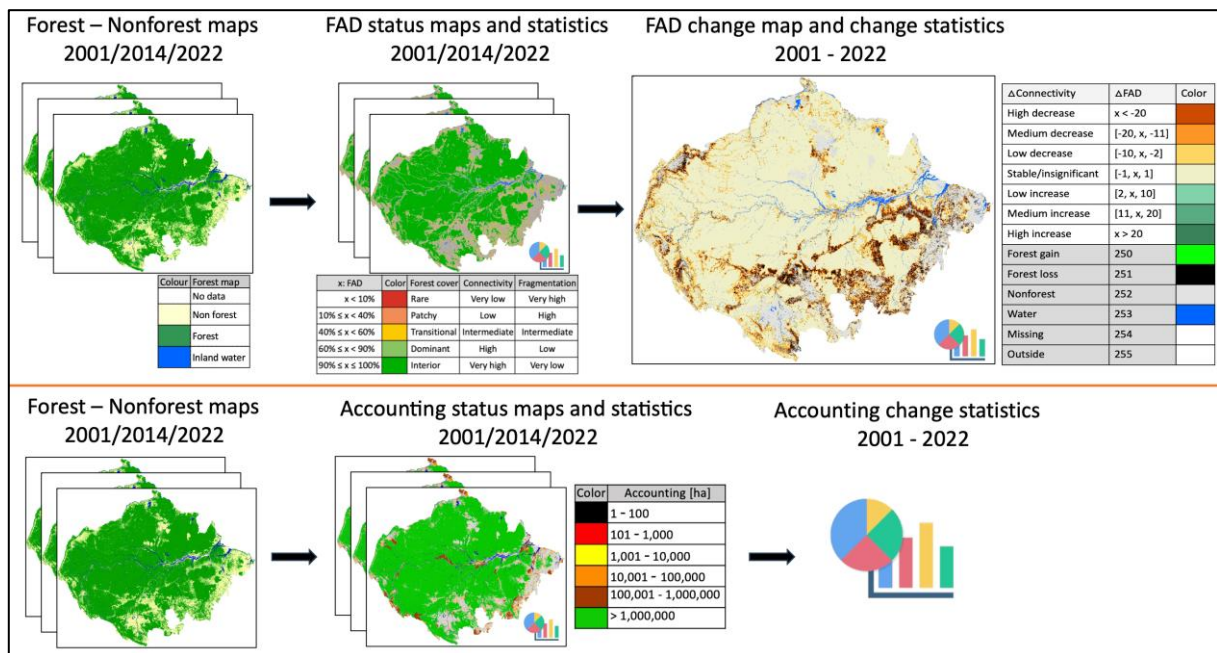 Forest – Nonforest maps
2001/2014/2022
FAD status maps and statistics
2001/2014/2022
FAD change map and change statistics
2001 - 2022
Colour Forest map
No data
Non forest
Forest
Inland water
x: FAD Color Forest cover Connectivity Fragmentation
x < 10% Rare Very low Very high
10% ≤ x < 40% Patchy Low High
40% ≤ x < 60% Transitional Intermediate Intermediate
60% ≤ x < 90% Dominant High Low
90% ≤ x ≤ 100% Interior Very high Very low
△Connectivity △FAD Color
High decrease x < -20
Medium decrease [-20, x, -11]
Low decrease [-10, x, -2]
Stable/insignificant [-1, x, 1]
Low increase [2, x, 10]
Medium increase [11, x, 20]
High increase x > 20
Forest gain 250
Forest loss 251
Nonforest 252
Water 253
Missing 254
Outside 255
Forest – Nonforest maps
2001/2014/2022
Accounting status maps and statistics
2001/2014/2022
Accounting change statistics
2001 - 2022
Color Accounting [ha]
1 – 100
101 – 1,000
1,001 – 10,000
10,001 – 100,000
100,001 - 1,000,000
> 1,000,000